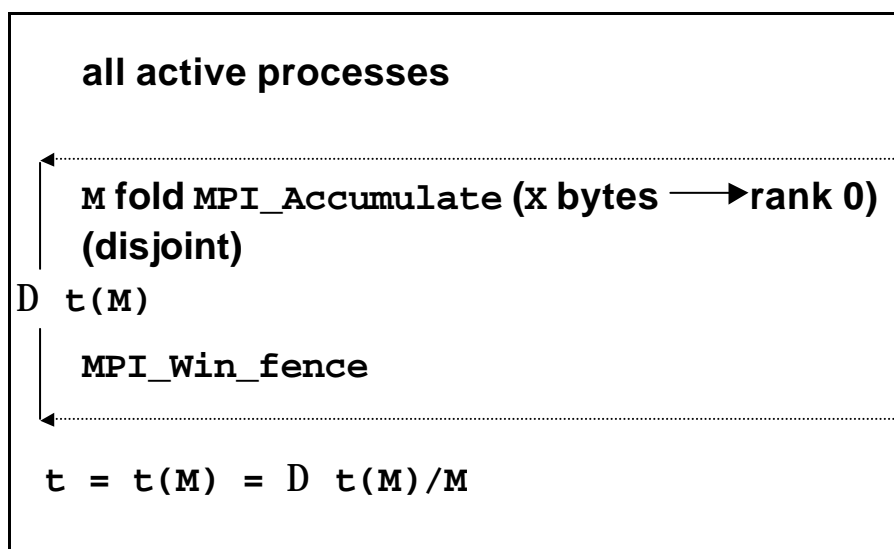 all active processes
M fold MPI_Accumulate (X bytes → rank 0)
(disjoint)
D t(M)
MPI_Win_fence
t = t(M) = D t(M)/M